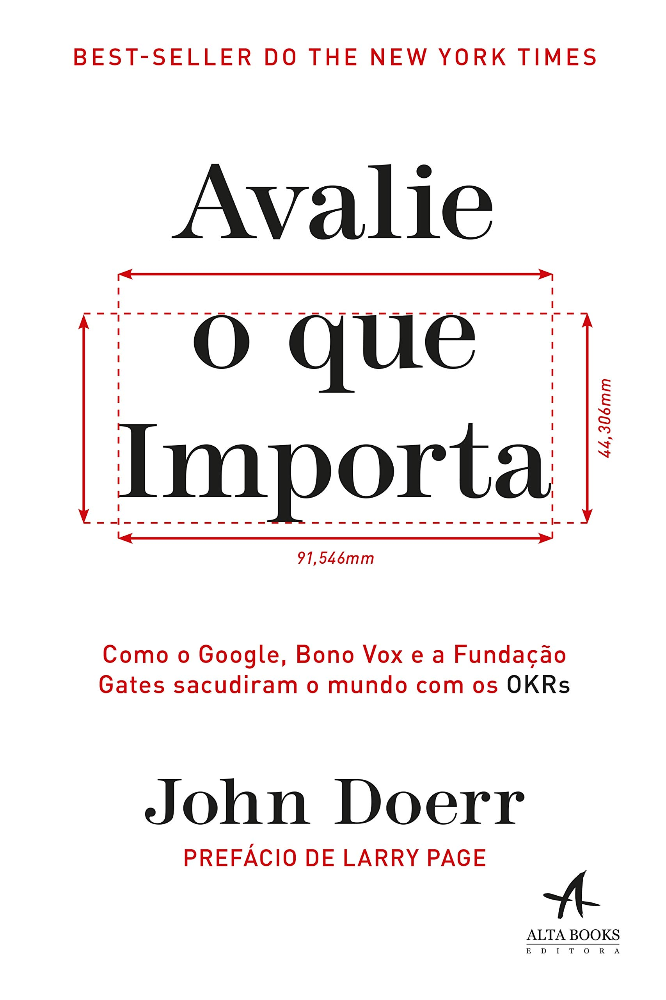 BEST-SELLER DO THE NEW YORK TIMES
Avalie
o que
Importa
44,306mm
91,546mm
Como o Google, Bono Vox e a Fundação
Gates sacudiram o mundo com os OKRs
John Doerr
PREFÁCIO DE LARRY PAGE
A
ALTA BOOKS
EDITORA